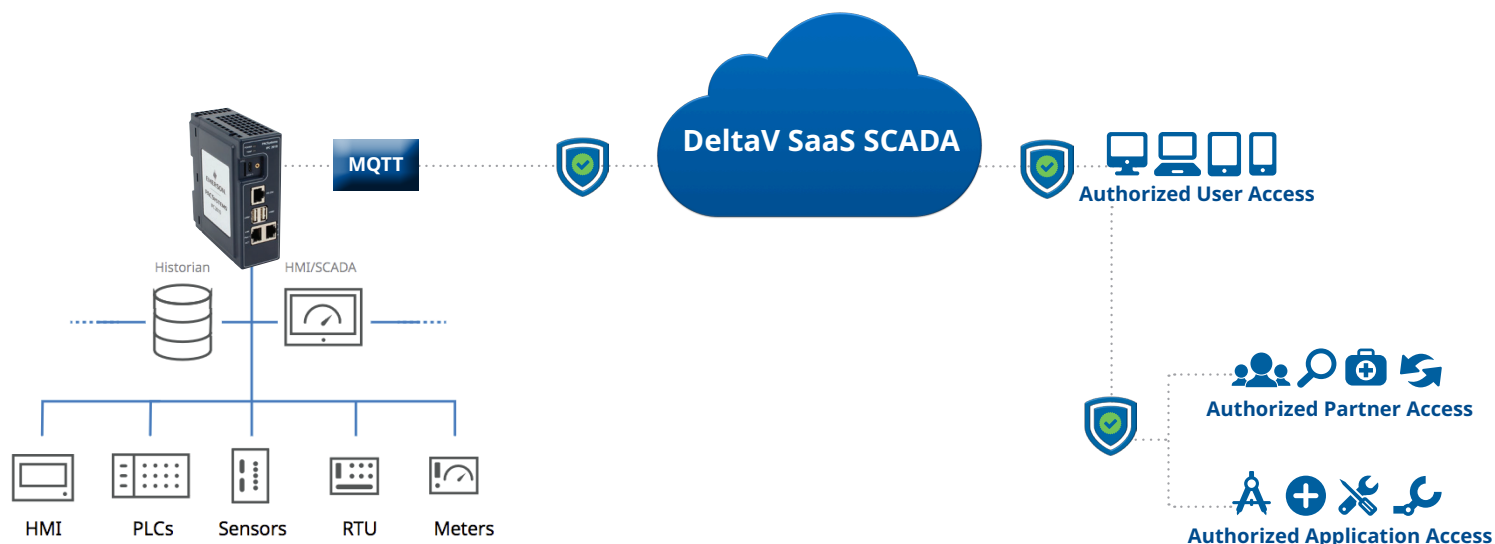 DeltaV SaaS SCADA
MQTT
EMERSON
Authorized User Access
Historian
HMI/SCADA
Authorized Partner Access
HMI
PLCs
Sensors
RTU
Meters
Authorized Application Access